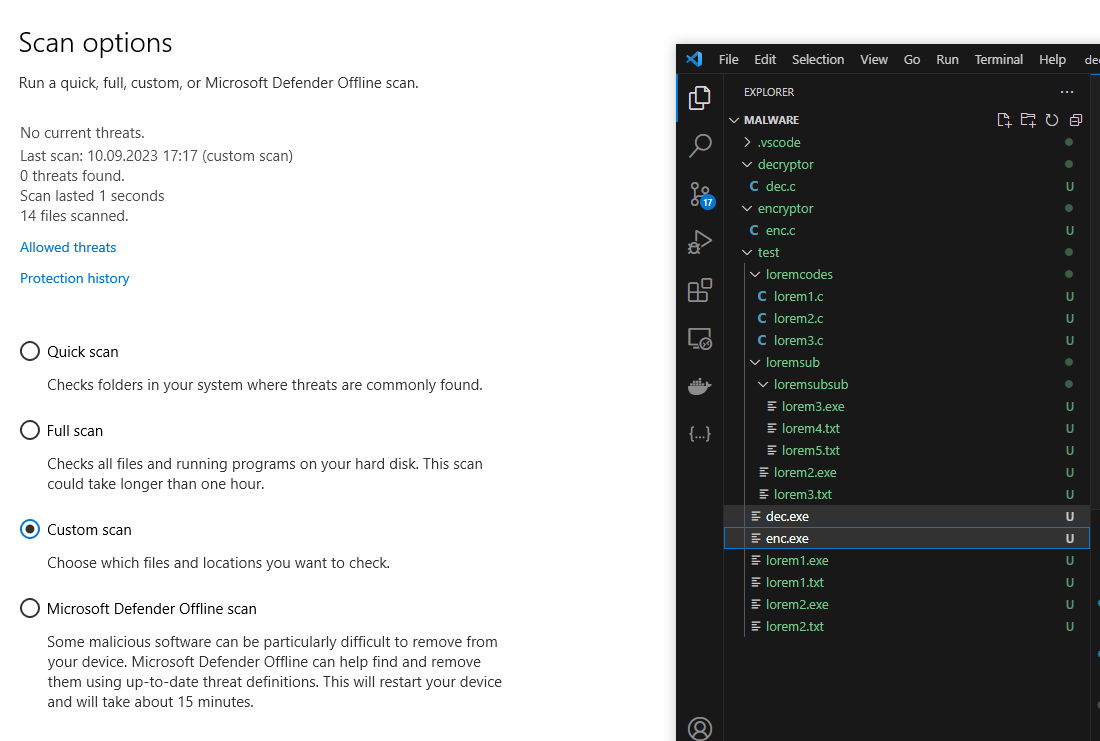 Scan options
Run a quick, full, custom, or Microsoft Defender Offline scan.
No current threats.
Last scan: 10.09.2023 17:17 (custom scan)
0 threats found.
Scan lasted 1 seconds
14 files scanned.
Allowed threats
Protection history
Quick scan
Checks folders in your system where threats are commonly found.
Full scan
Checks all files and running programs on your hard disk. This scan
could take longer than one hour.
Custom scan
Choose which files and locations you want to check.
Microsoft Defender Offline scan
Some malicious software can be particularly difficult to remove from
your device. Microsoft Defender Offline can help find and remove
them using up-to-date threat definitions. This will restart your device
and will take about 15 minutes.
File Edit Selection View Go Run Terminal Help
EXPLORER ...
MALWARE
17
.vscode
decryptor
C dec.c U
encryptor
C enc.c U
test
loremcodes
C lorem1.c U
C lorem2.c U
C lorem3.c U
loremsub
loremsubsub
lorem3.exe U
lorem4.txt U
lorem5.txt U
lorem2.exe U
lorem3.txt U
dec.exe U
enc.exe U
lorem1.exe U
lorem1.txt U
lorem2.exe U
lorem2.txt U